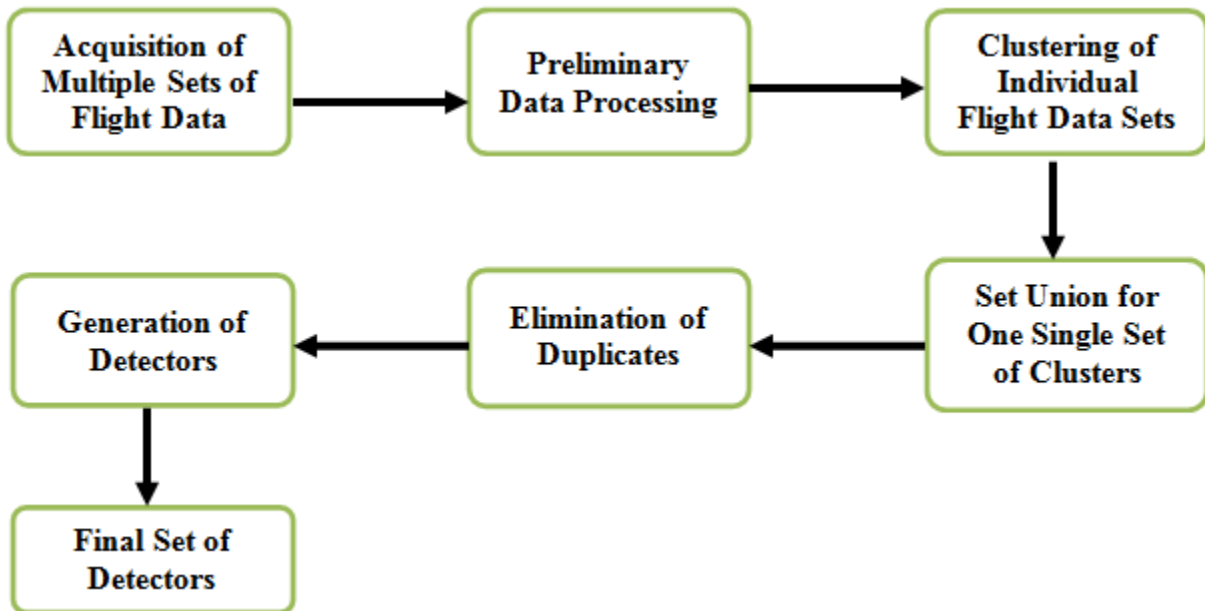 Acquisition of
Multiple Sets of
Flight Data
Preliminary
Data Processing
Clustering of
Individual
Flight Data Sets
Set Union for
One Single Set
of Clusters
Elimination of
Duplicates
Generation of
Detectors
Final Set of
Detectors